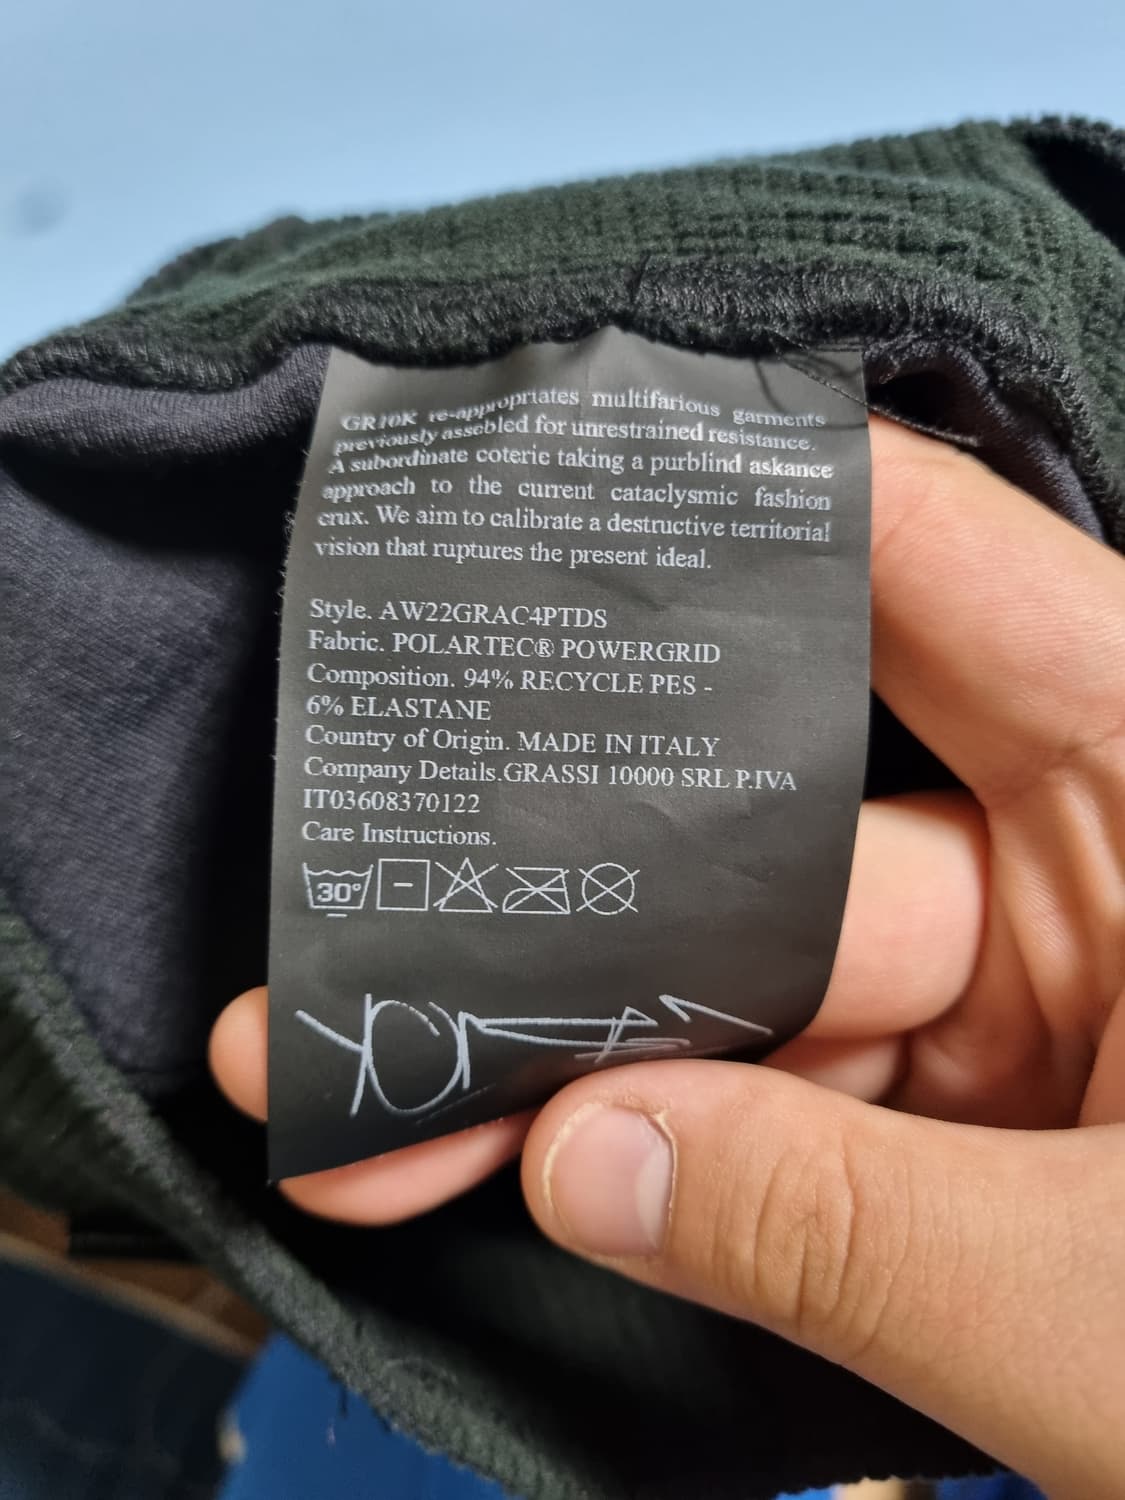 GR10K re-appropriates multifarious garments
previously assebled for unrestrained resistance.
A subordinate coteric taking a purblind askance
approach to the current cataclysmic fashion
crux. We aim to calibrate a destructive territorial
vision that ruptures the present ideal.
Style. AW22GRAC4PTDS
Fabric. POLARTEC® POWERGRID
Composition. 94% RECYCLE PES -
6% ELASTANE
Country of Origin. MADE IN ITALY
Company Details.GRASSI 10000 SRL P.IVA
IT03608370122
Care Instructions.
30°